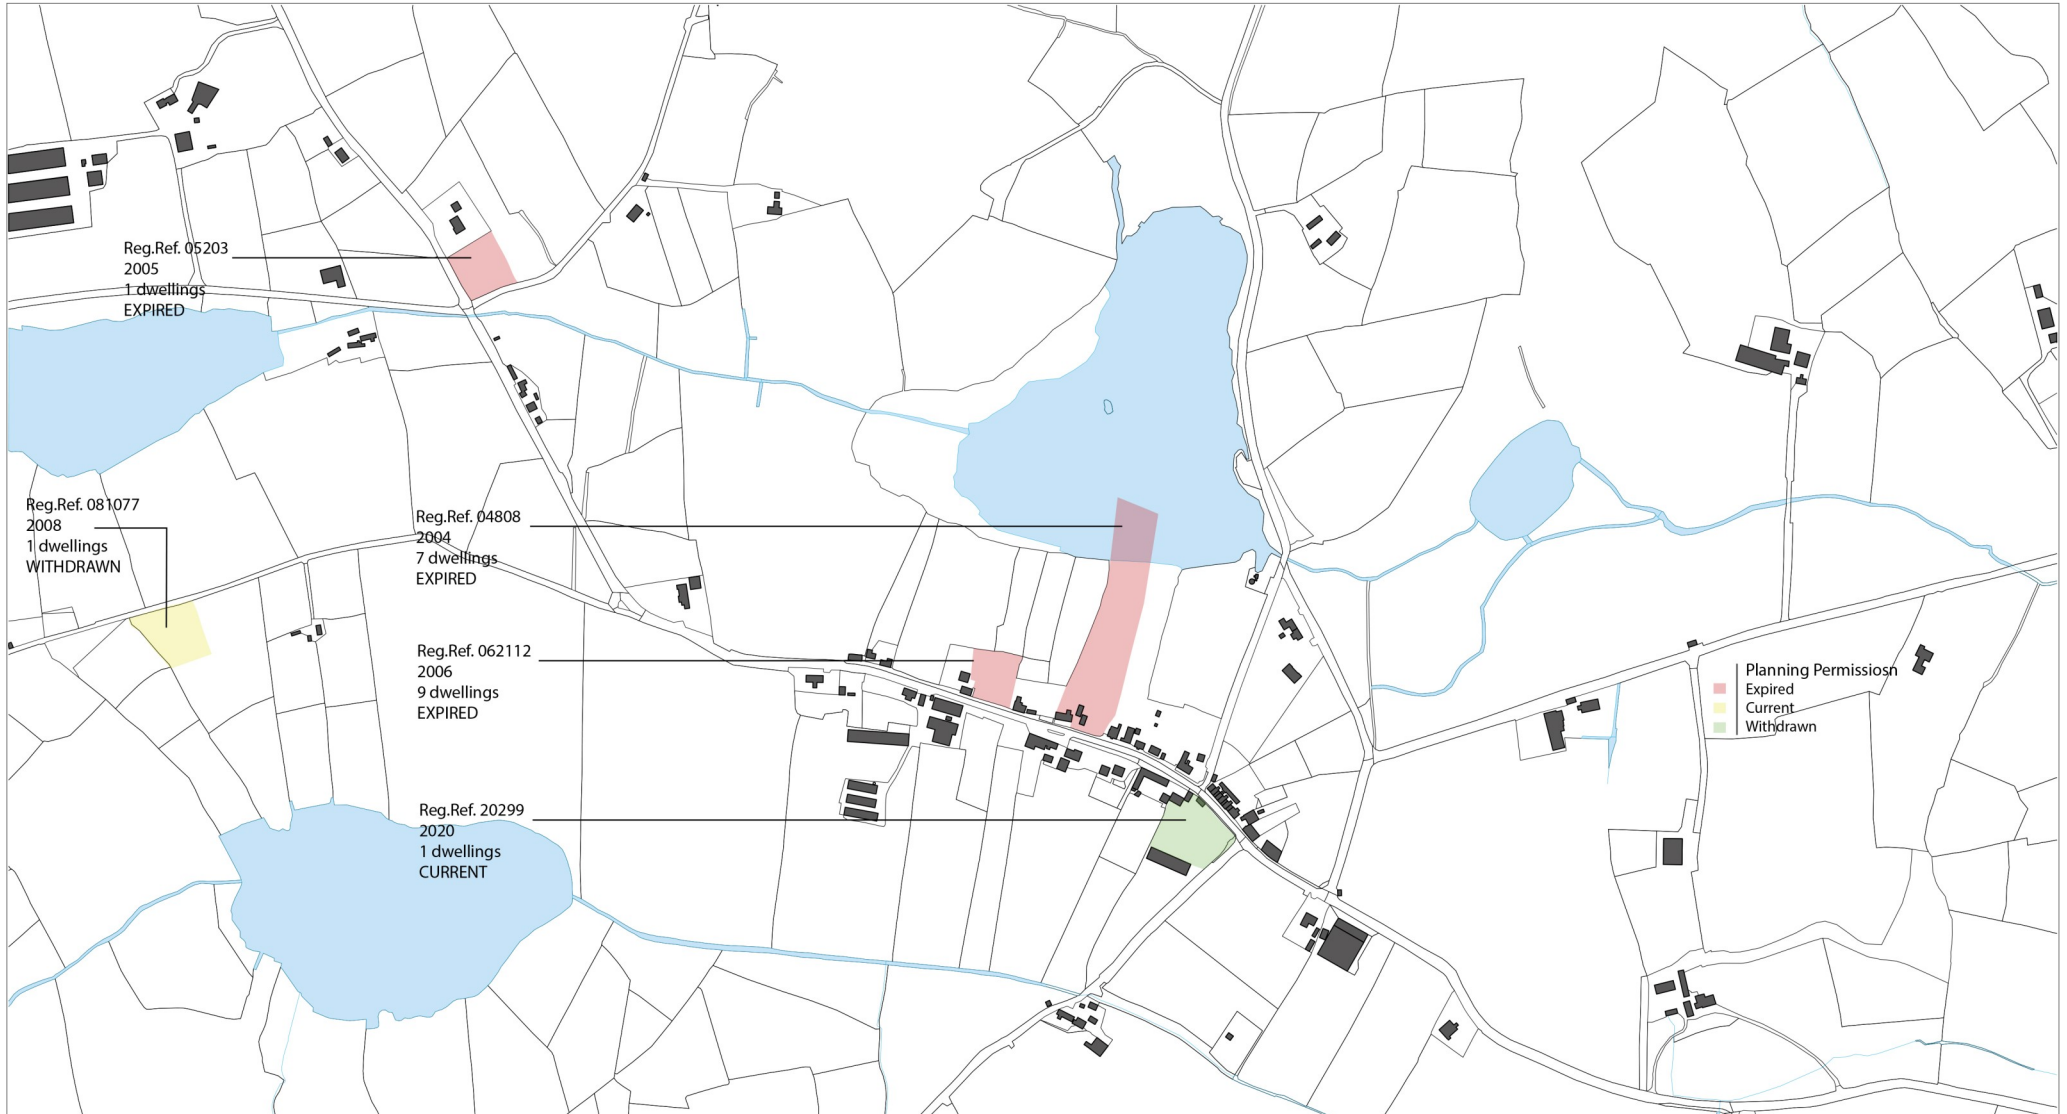 Reg.Ref. 05203
2005
1 dwellings
EXPIRED
Reg.Ref. 081077
2008
1 dwellings
WITHDRAWN
Reg.Ref. 04808
2004
7 dwellings
EXPIRED
Reg.Ref. 062112
2006
9 dwellings
EXPIRED
Reg.Ref. 20299
2020
1 dwellings
CURRENT
Planning Permissiosn
Expired
Current
Withdrawn